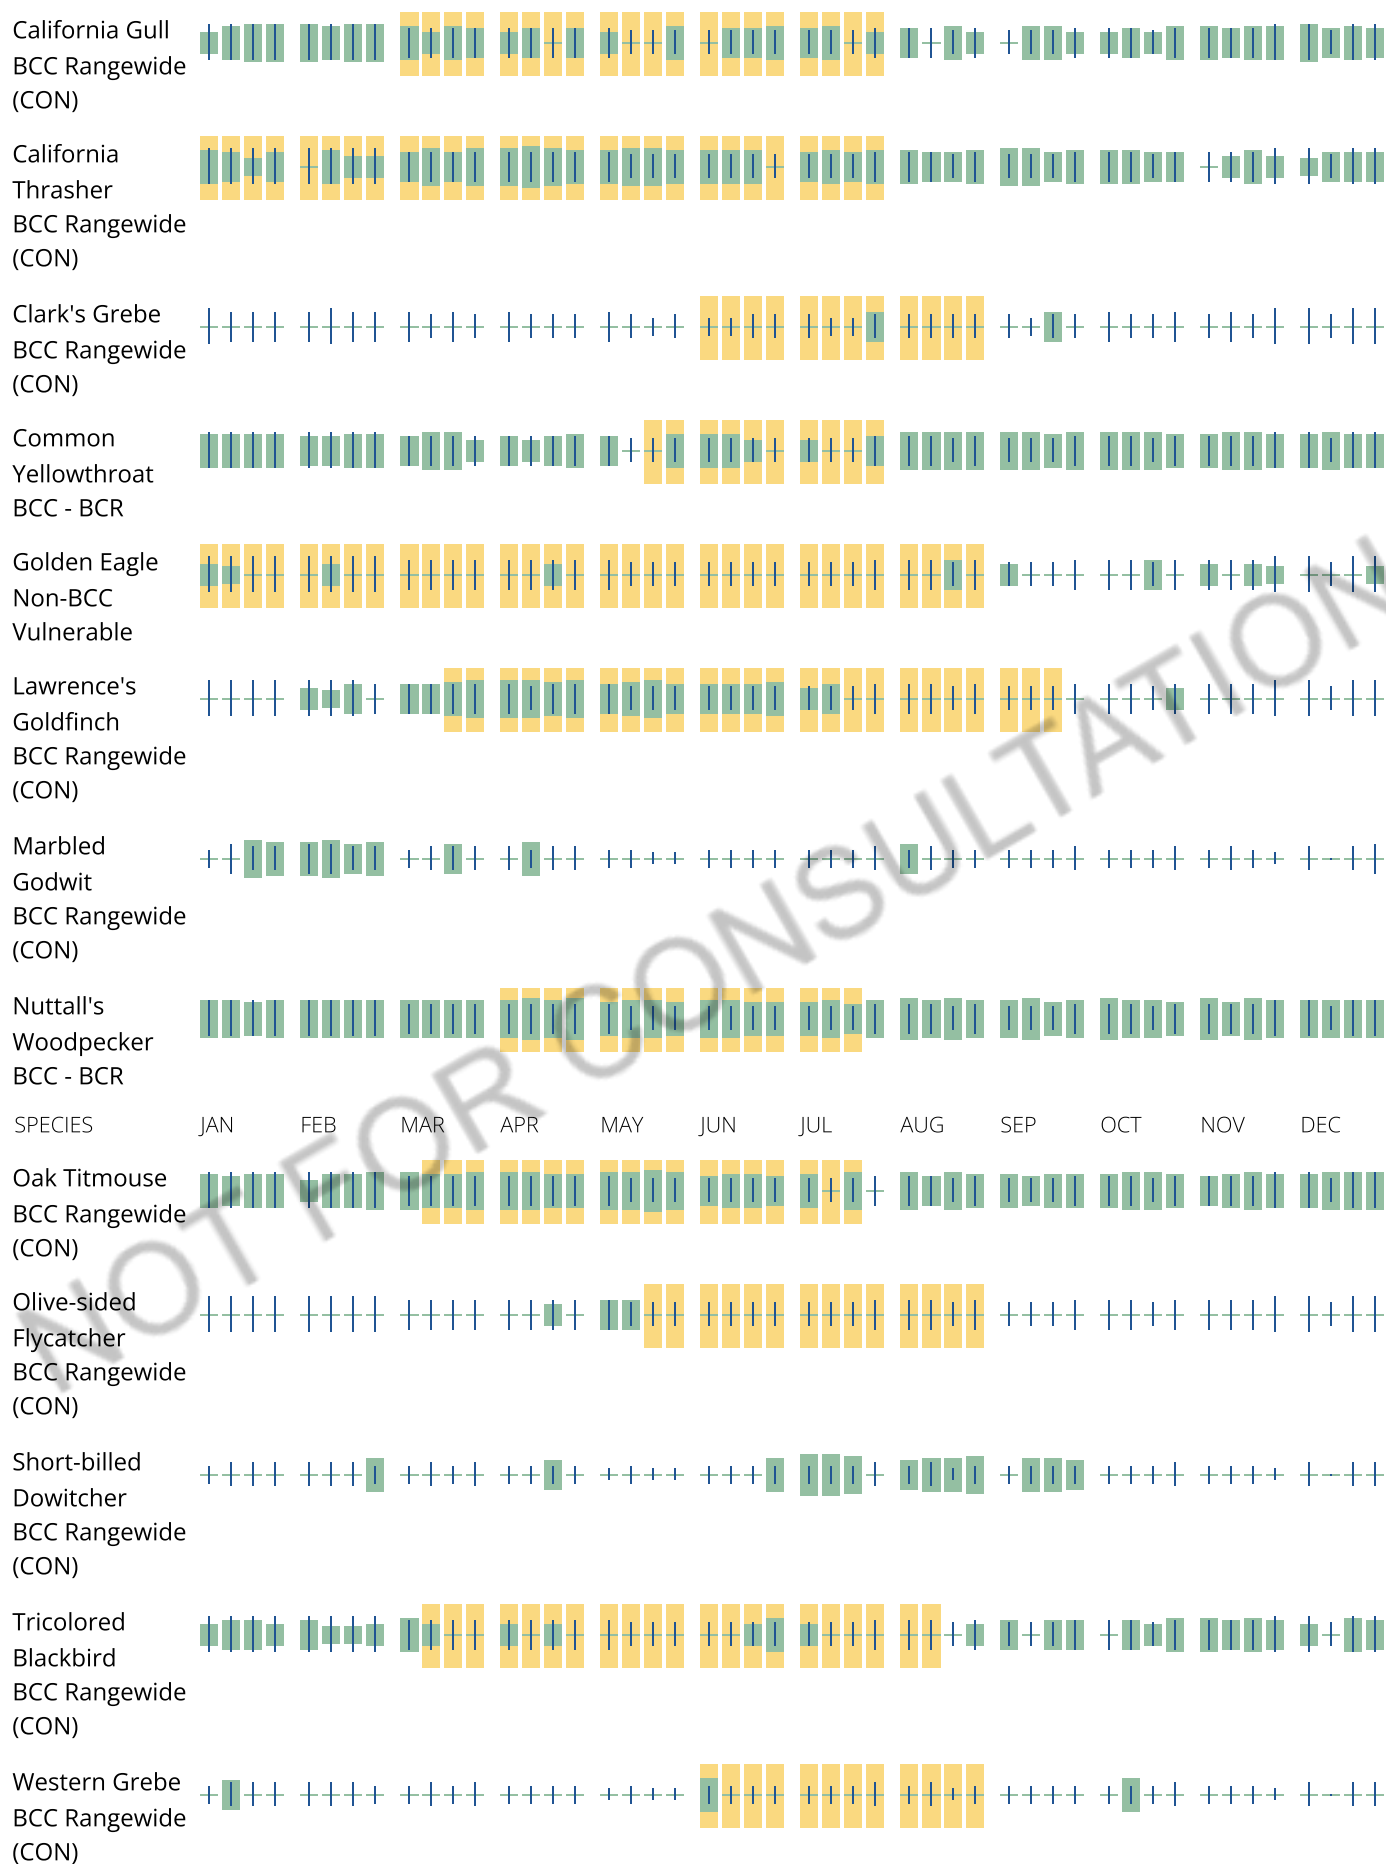 California Gull
BCC Rangewide
(CON)
California
Thrasher
BCC Rangewide
(CON)
Clark's Grebe
BCC Rangewide
(CON)
Common
Yellowthroat
BCC - BCR
Golden Eagle
Non-BCC
Vulnerable
Lawrence's
Goldfinch
BCC Rangewide
(CON)
Marbled
Godwit
BCC Rangewide
(CON)
Nuttall's
Woodpecker
BCC - BCR
SPECIES JAN FEB MAR APR MAY JUN JUL AUG SEP OCT NOV DEC
Oak Titmouse
BCC Rangewide
(CON)
Olive-sided
Flycatcher
BCC Rangewide
(CON)
Short-billed
Dowitcher
BCC Rangewide
(CON)
Tricolored
Blackbird
BCC Rangewide
(CON)
Western Grebe
BCC Rangewide
(CON)
NOT FOR CONSULTATION